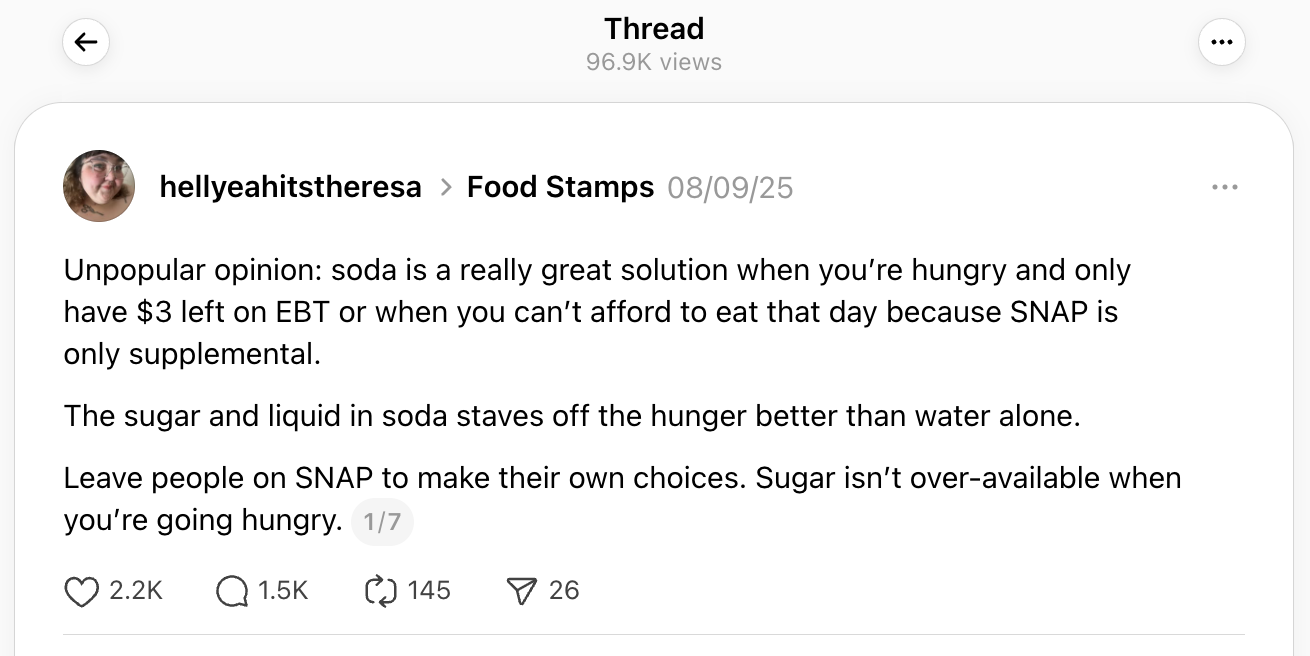 Thread
96.9K views
hellyeahitstheresa > Food Stamps 08/09/25
Unpopular opinion: soda is a really great solution when you’re hungry and only
have $3 left on EBT or when you can’t afford to eat that day because SNAP is
only supplemental.
The sugar and liquid in soda staves off the hunger better than water alone.
Leave people on SNAP to make their own choices. Sugar isn’t over-available when
you’re going hungry. 1/7
2.2K 1.5K 145 26